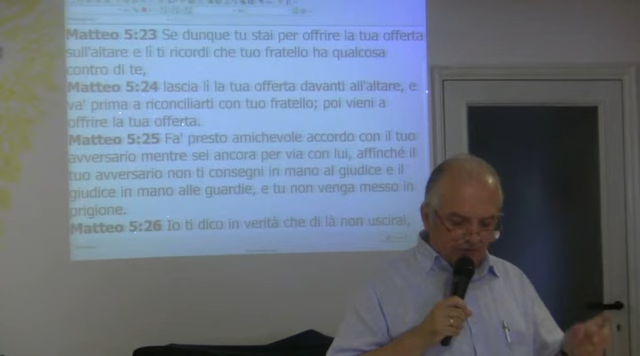 Matteo 5:23 Se dunque tu stai per offrire la tua offerta
sull'altare e lì ti ricordi che tuo fratello ha qualcosa
contro di te,
Matteo 5:24 lascia lì la tua offerta davanti all'altare, e
va' prima a riconciliarti con tuo fratello; poi vieni a
offrire la tua offerta.
Matteo 5:25 Fa' presto amichevole accordo con il tuo
avversario mentre sei ancora per via con lui, affinché il
tuo avversario non ti consegni in mano al giudice e il
giudice in mano alle guardie, e tu non venga messo in
prigione.
Matteo 5:26 Io ti dico in verità che di là non uscirai,